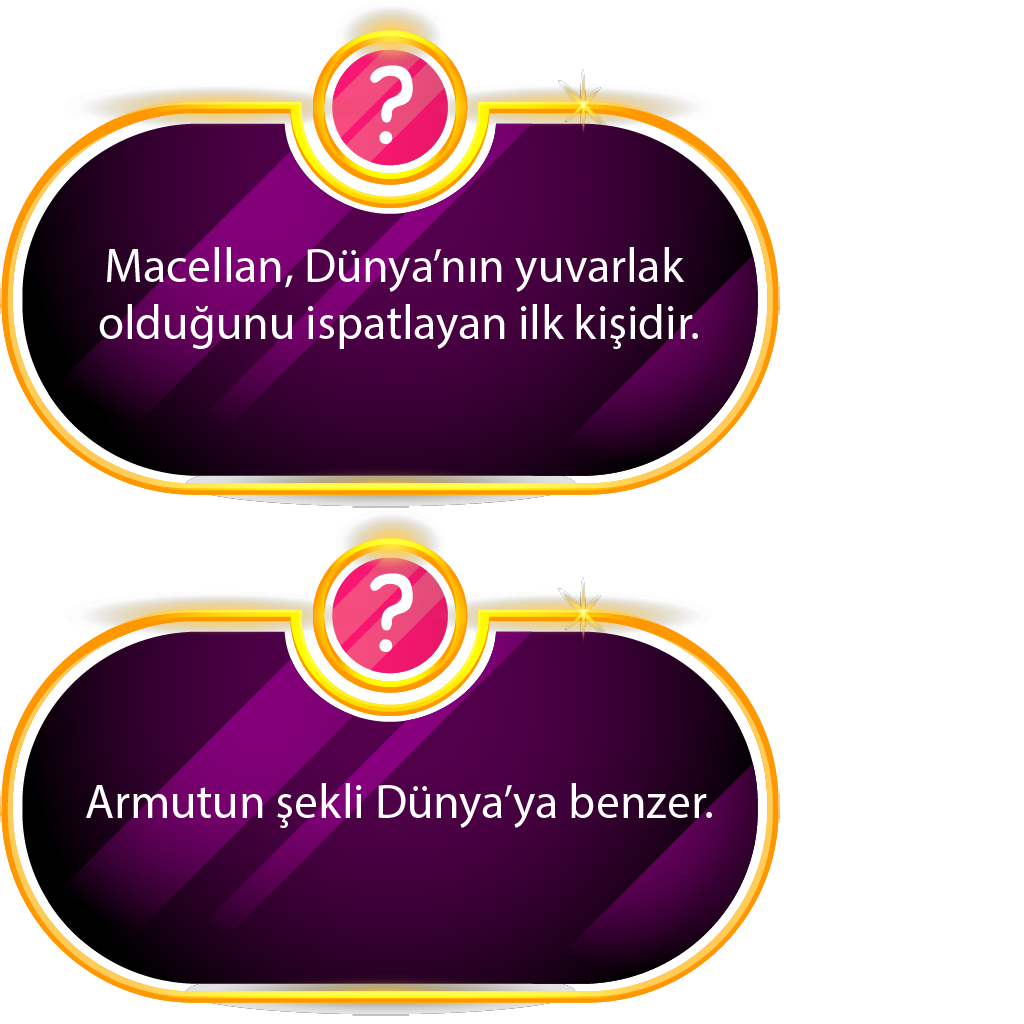 ?
Macellan, Dünya’nın yuvarlak
olduğunu ispatlayan ilk kişidir.
?
Armutun şekli Dünya’ya benzer.